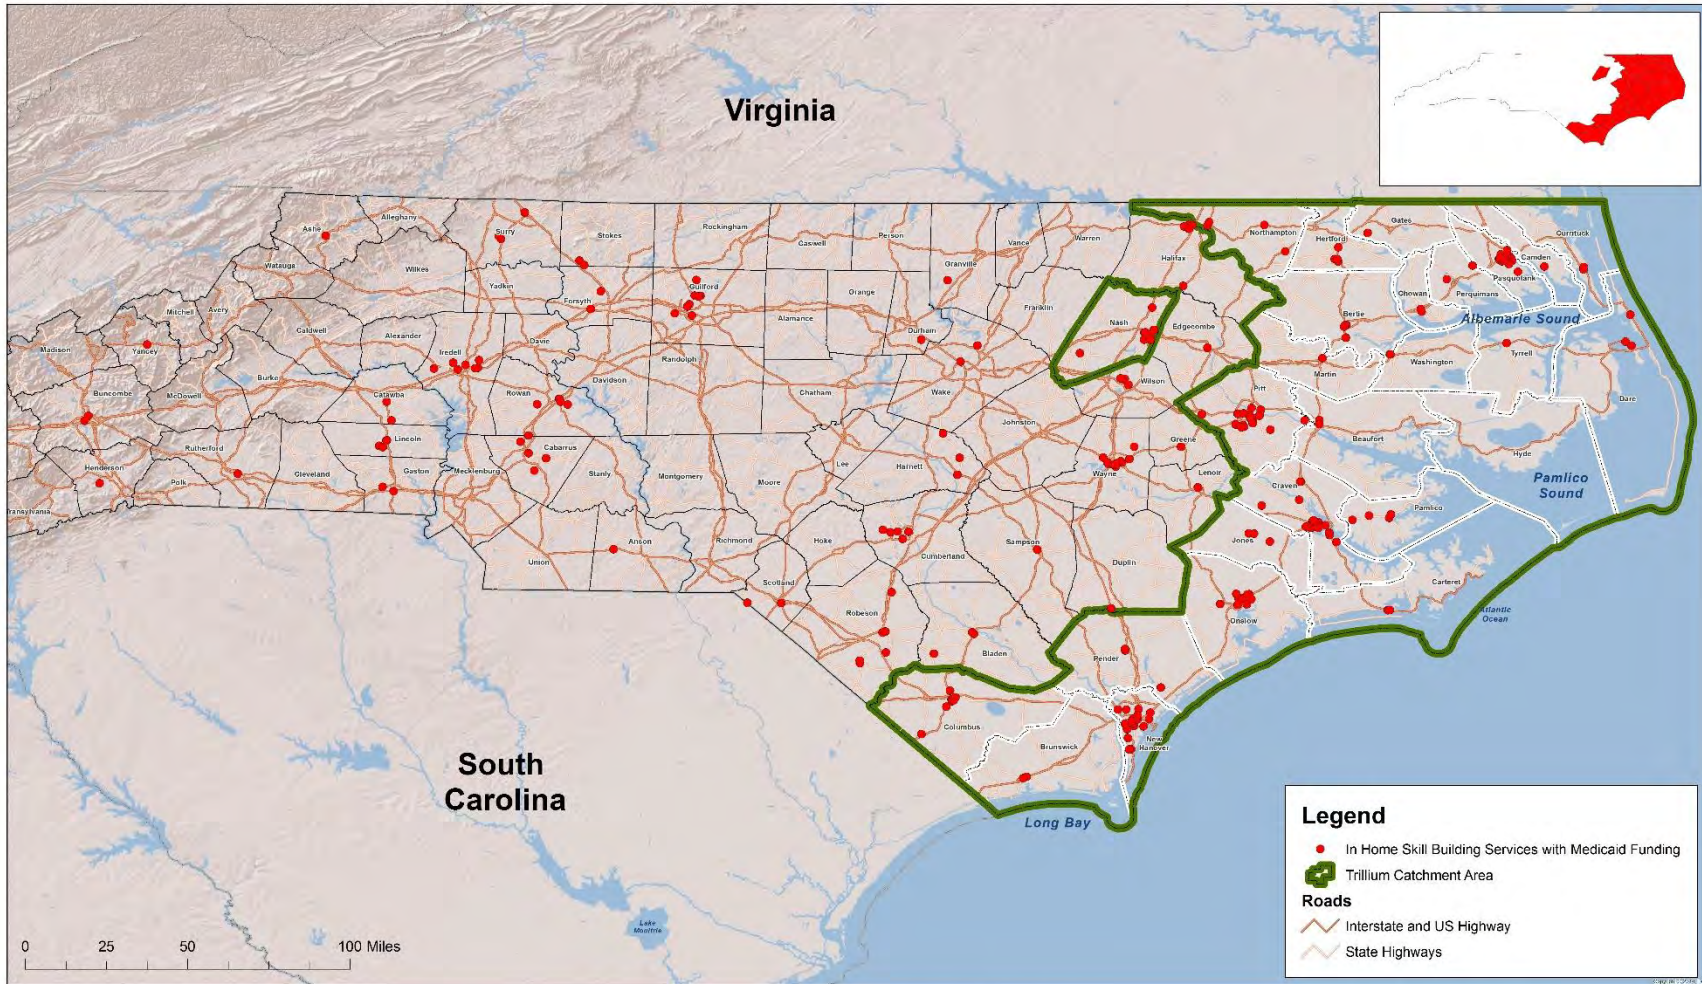 Virginia
Alleghany
Ashe
Surry
Stokes
Rockingham
Caswell
Person
Vance
Warren
Granville
Halifax
Northampton
Hertford
Gates
Currituck
Camden
Pasquotank
Watauga
Wilkes
Yadkin
Forsyth
Guilford
Orange
Franklin
Chowan
Perquimans
Mitchell
Avery
Caldwell
Alexander
Iredell
Davie
Alamance
Durham
Nash
Edgecombe
Bertie
Albemarle Sound
Madison
Yancey
Burke
Davidson
Randolph
Washington
Tyrrell
Buncombe
McDowell
Catawba
Rowan
Chatham
Wake
Wilson
Martin
Pitt
Dare
Rutherford
Lincoln
Cabarrus
Johnston
Greene
Beaufort
Hyde
Henderson
Polk
Cleveland
Gaston
Mecklenburg
Stanly
Montgomery
Moore
Lee
Harnett
Wayne
Lenoir
Craven
Pamlico
Sound
Transylvania
Pamlico
Union
Anson
Richmond
Hoke
Cumberland
Sampson
Duplin
Jones
Scotland
Carteret
Robeson
Onslow
Atlantic
Ocean
Bladen
Pender
Columbus
Brunswick
New
Hanover
South
Carolina
Long Bay
Lake
Moultrie
0 25 50 100 Miles
Legend
In Home Skill Building Services with Medicaid Funding
Trillium Catchment Area
Roads
Interstate and US Highway
State Highways